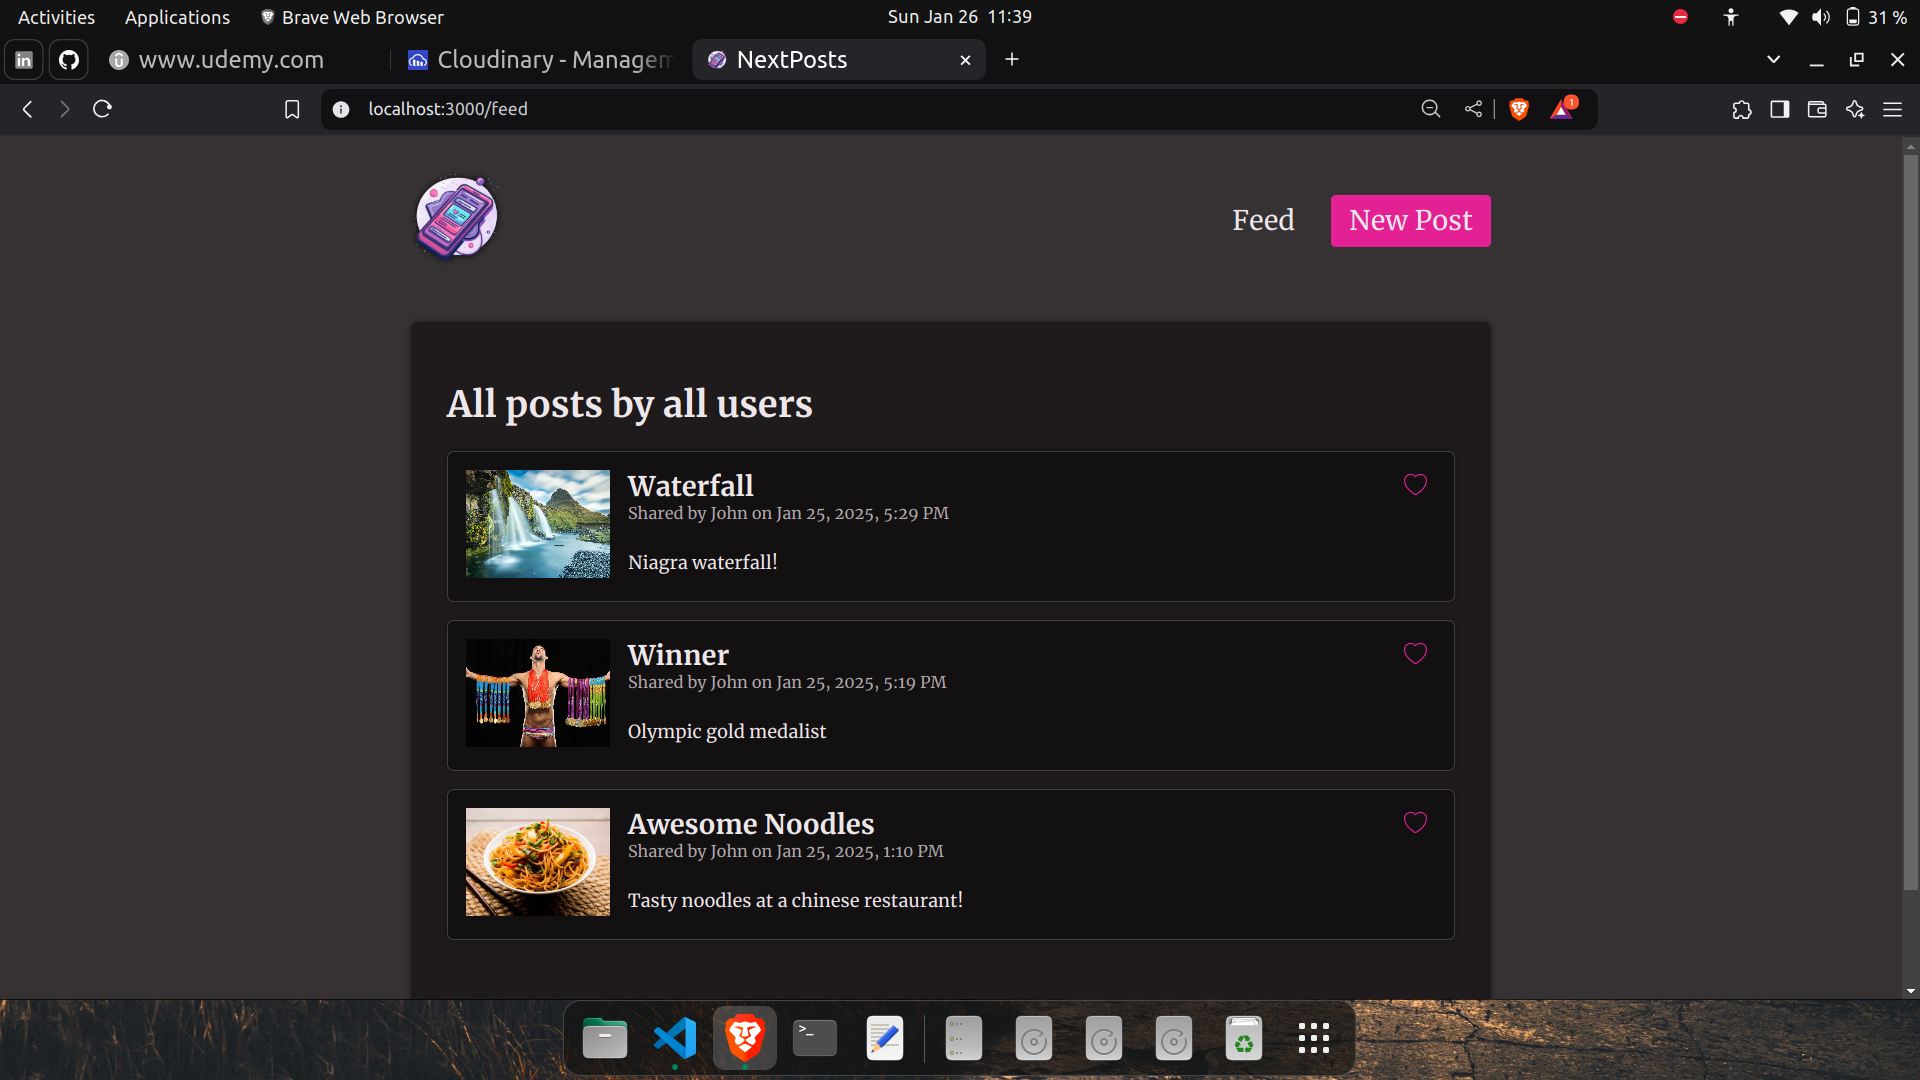 Activities Applications Brave Web Browser Sun Jan 26 11:39 31 %
www.udemy.com Cloudinary - Managem NextPosts
localhost:3000/feed 1
Feed New Post
All posts by all users
Waterfall
Shared by John on Jan 25, 2025, 5:29 PM
Niagra waterfall!
Winner
Shared by John on Jan 25, 2025, 5:19 PM
Olympic gold medalist
Awesome Noodles
Shared by John on Jan 25, 2025, 1:10 PM
Tasty noodles at a chinese restaurant!